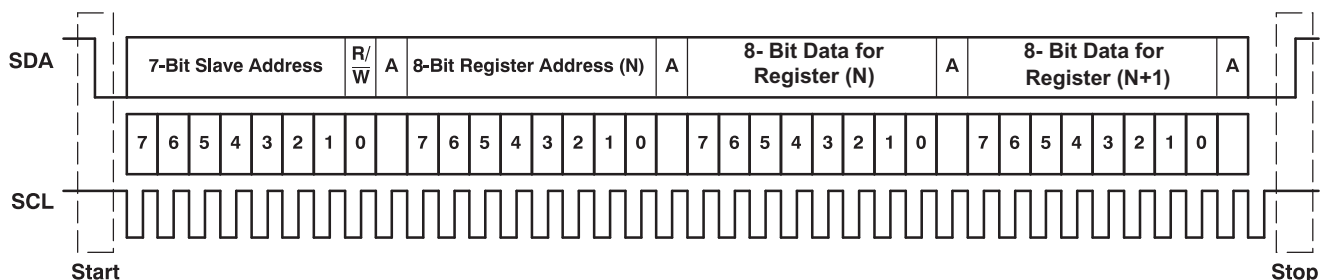 SDA
7-Bit Slave Address R/W A 8-Bit Register Address (N) A 8- Bit Data for Register (N) A 8- Bit Data for Register (N+1) A
7 6 5 4 3 2 1 0 7 6 5 4 3 2 1 0 7 6 5 4 3 2 1 0 7 6 5 4 3 2 1 0
SCL
Start Stop